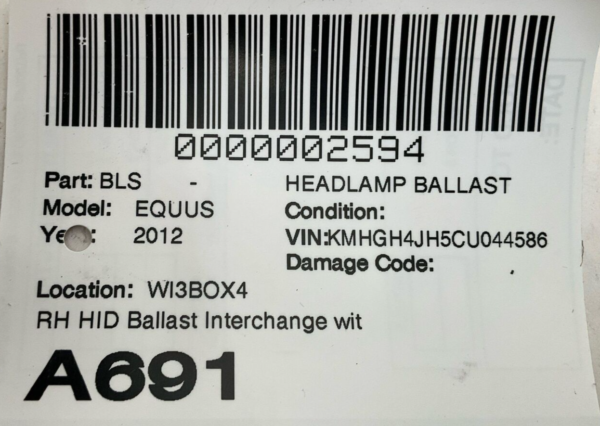 0000002594
Part: BLS - HEADLAMP BALLAST
Model: EQUUS Condition:
2012 VIN:KMHGH4JH5CU044586
Damage Code:
Location: WI3BOX4
RH HID Ballast Interchange wit
A691